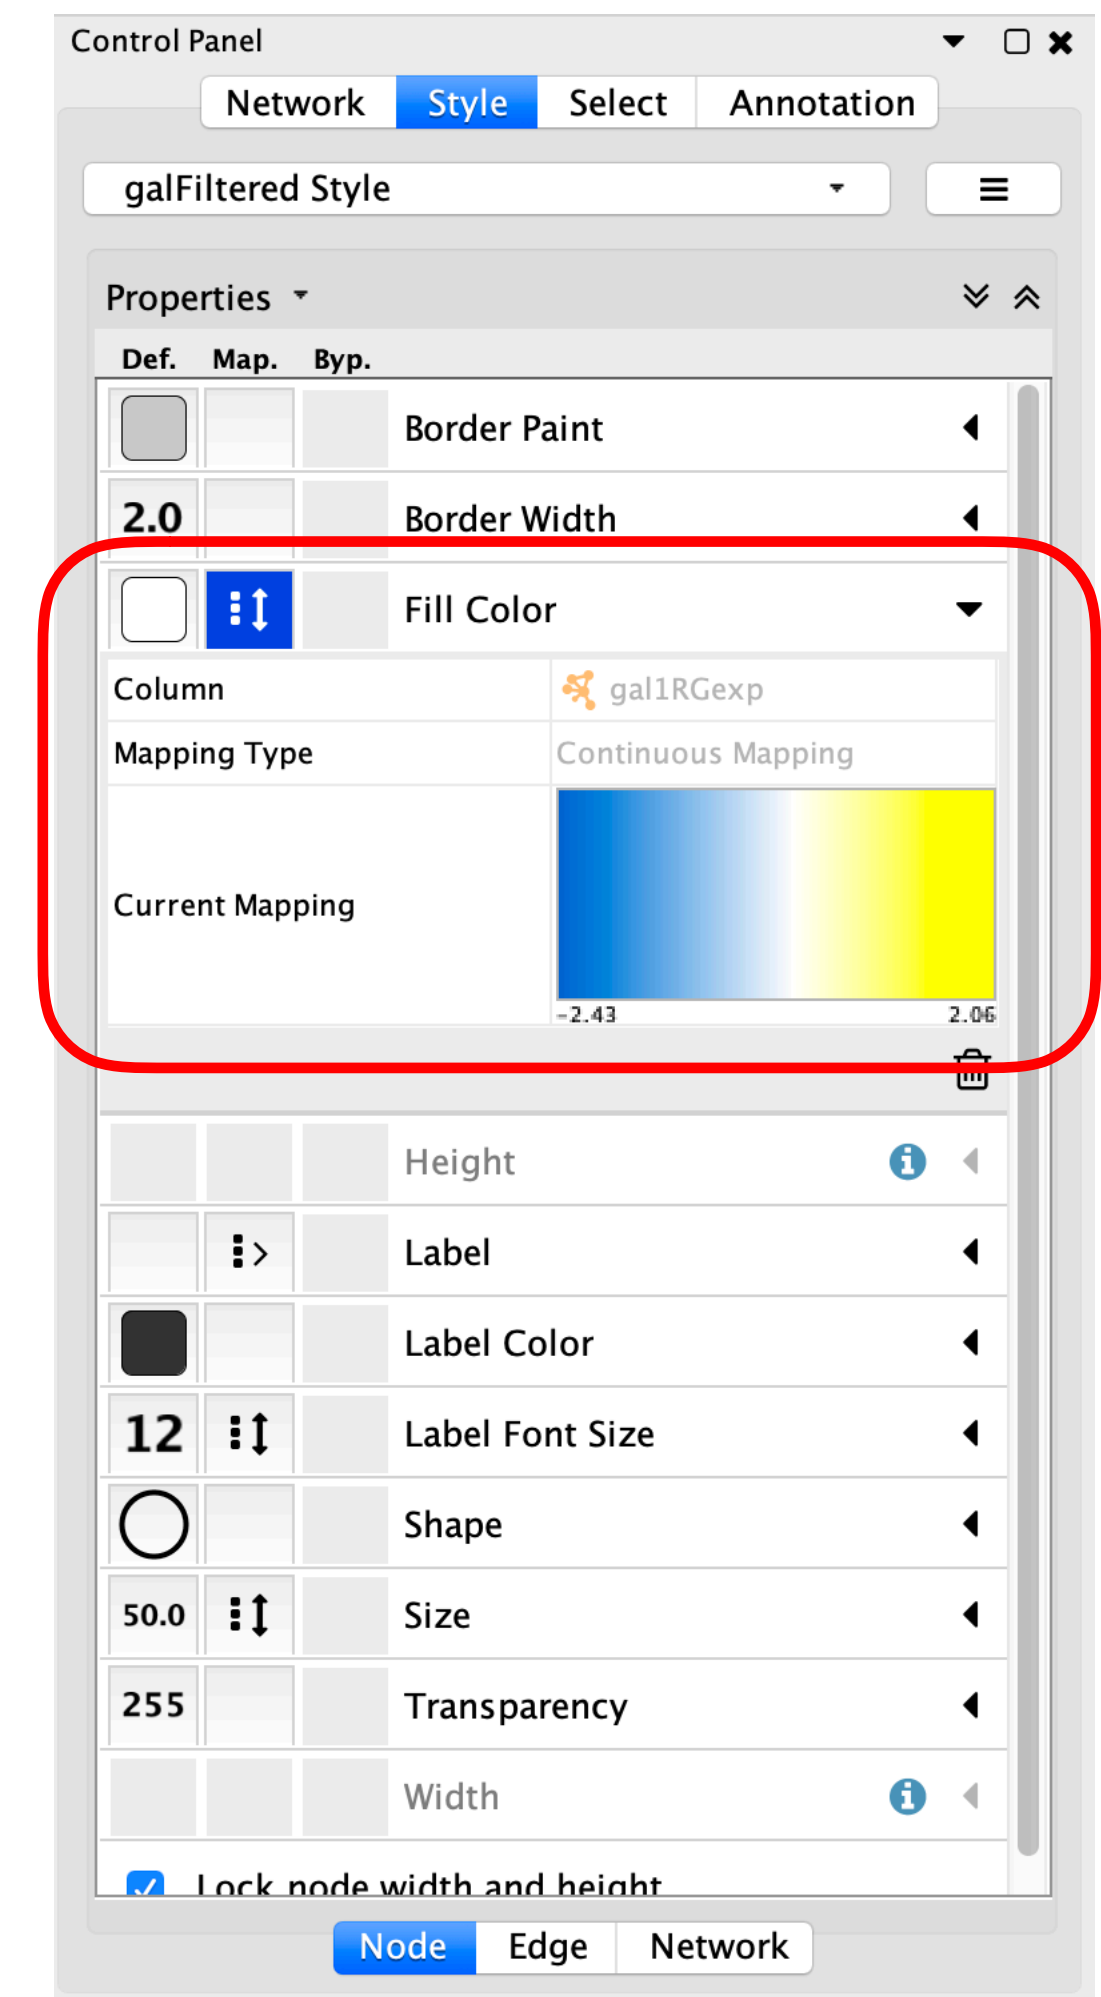 Control Panel
Network Style Select Annotation
galFiltered Style
Properties
Def. Map. Byp.
Border Paint
2.0 Border Width
Fill Color
Column gal1RGexp
Mapping Type Continuous Mapping
Current Mapping
-2.43 2.06
Height
Label
Label Color
12 Label Font Size
Shape
50.0 Size
255 Transparency
Width
Lock node width and height
Node Edge Network